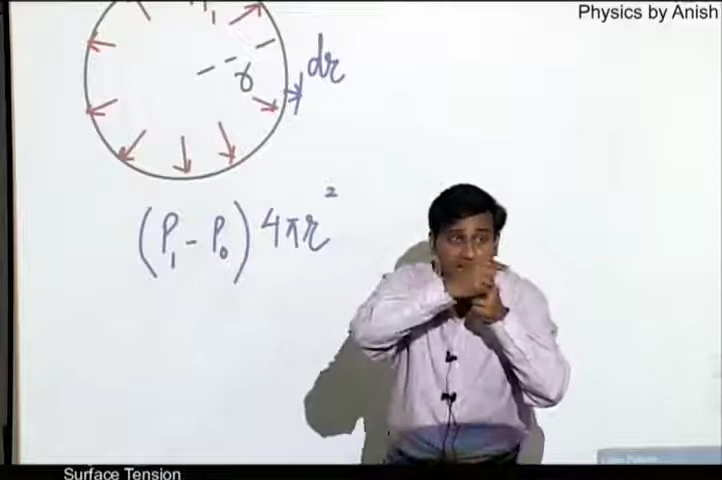 Physics by Anish
dr
r
(P₁ - P₀) 4πr²
Surface Tension